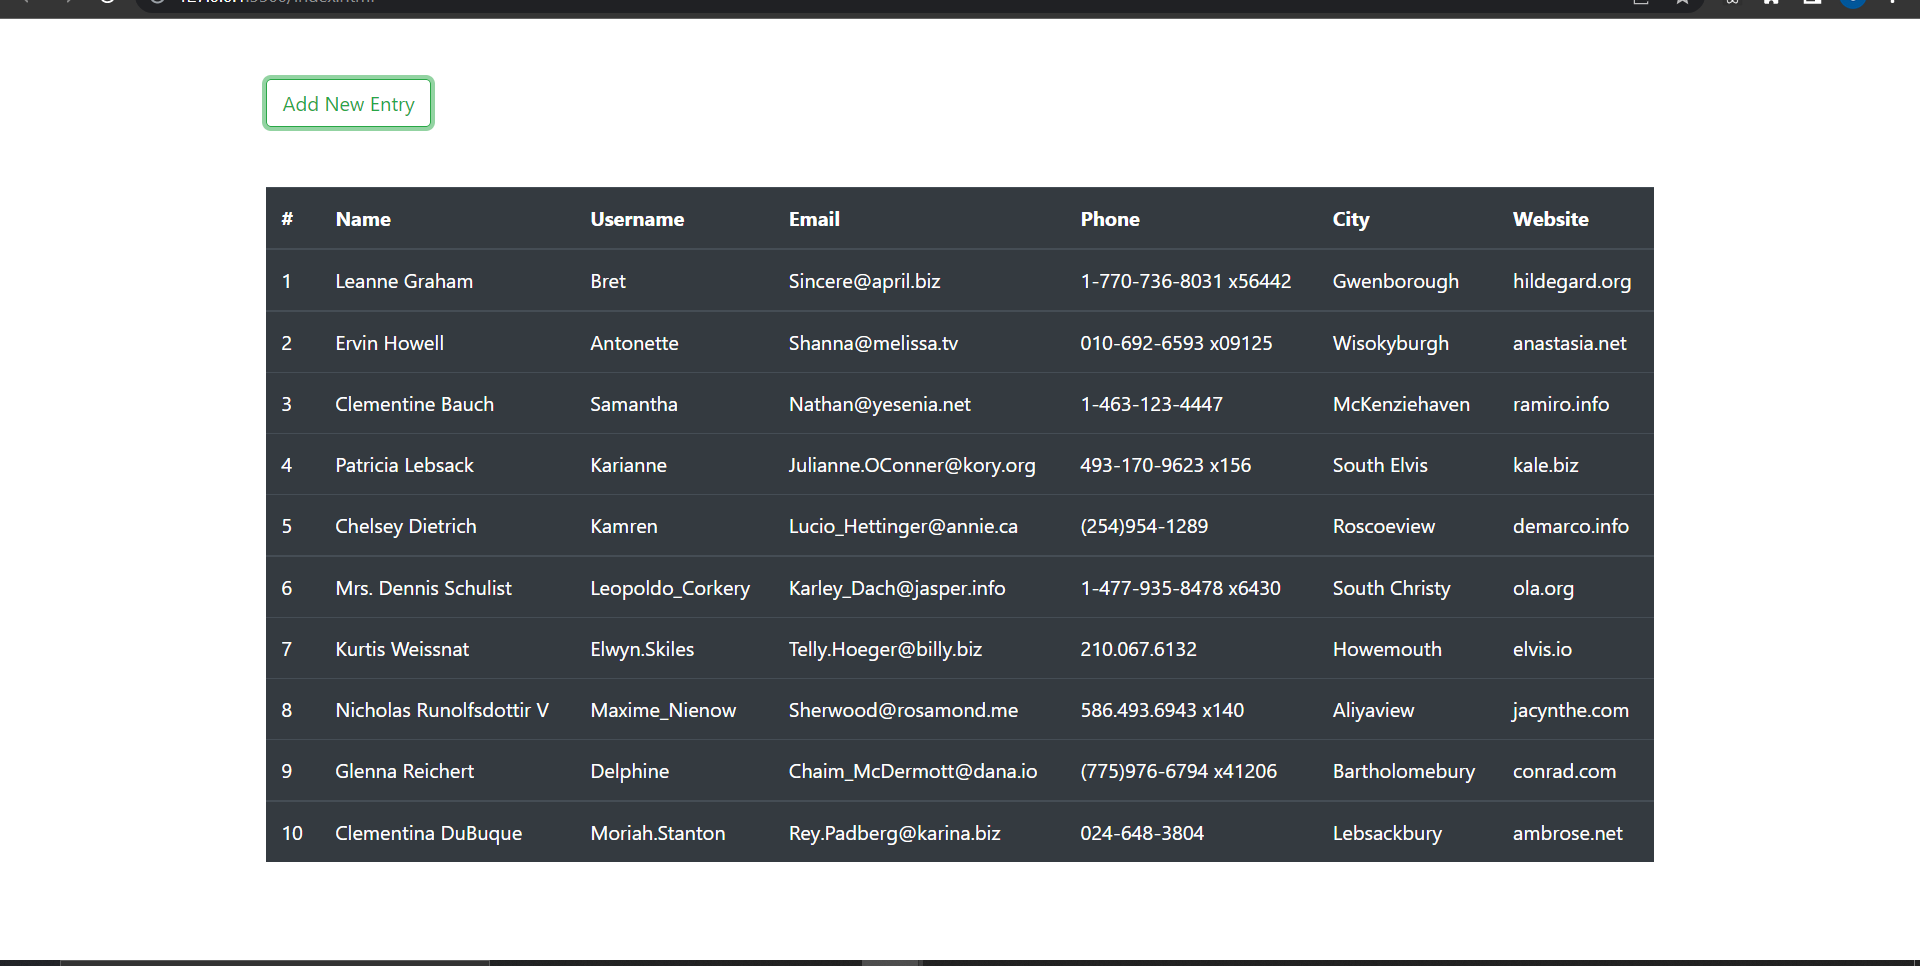 Add New Entry
# Name Username Email Phone City Website
1 Leanne Graham Bret Sincere@april.biz 1-770-736-8031 x56442 Gwenborough hildegard.org
2 Ervin Howell Antonette Shanna@melissa.tv 010-692-6593 x09125 Wisokyburgh anastasia.net
3 Clementine Bauch Samantha Nathan@yesenia.net 1-463-123-4447 McKenziehaven ramiro.info
4 Patricia Lebsack Karianne Julianne.OConner@kory.org 493-170-9623 x156 South Elvis kale.biz
5 Chelsey Dietrich Kamren Lucio_Hettinger@annie.ca (254)954-1289 Roscoeview demarco.info
6 Mrs. Dennis Schulist Leopoldo_Corkery Karley_Dach@jasper.info 1-477-935-8478 x6430 South Christy ola.org
7 Kurtis Weissnat Elwyn.Skiles Telly.Hoeger@billy.biz 210.067.6132 Howemouth elvis.io
8 Nicholas Runolfsdottir V Maxime_Nienow Sherwood@rosamond.me 586.493.6943 x140 Aliyaview jacynthe.com
9 Glenna Reichert Delphine Chaim_McDermott@dana.io (775)976-6794 x41206 Bartholomebury conrad.com
10 Clementina DuBuque Moriah.Stanton Rey.Padberg@karina.biz 024-648-3804 Lebsackbury ambrose.net